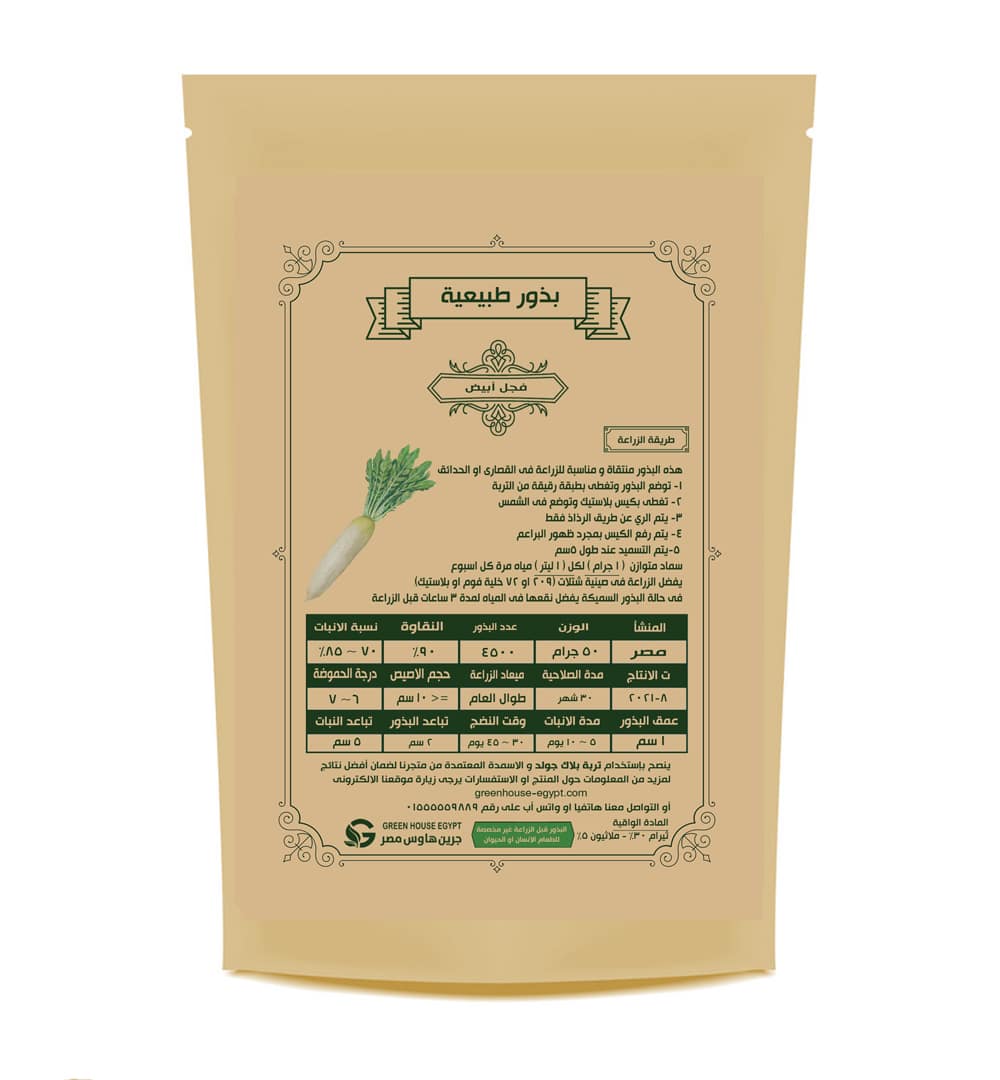 بذور طبيعية
فجل أبيض
طريقة الزراعة
هذه البذور منتقاة و مناسبة للزراعة فى القصارى او الحدائق
١- توضع البذور وتغطى بطبقة رقيقة من التربة
٢- تغطى بكيس بلاستيك وتوضع فى الشمس
٣- يتم الري عن طريق الرذاذ فقط
٤- يتم رفع الكيس بمجرد ظهور البراعم
٥-يتم التسميد عند طول ٥سم
سماد متوازن (١ جرام) لكل (١ ليتر) مياه مرة كل اسبوع
يفضل الزراعة فى صينية شتلات (٢٠٩ او ٧٢ خلية فوم او بلاستيك)
فى حالة البذور السميكة يفضل نقعها فى المياه لمدة ٣ ساعات قبل الزراعة
المنشأ الوزن عدد البذور النقاوة نسبة الانبات
مصر ٥٠ جرام ٤٥٠٠ ٩٠٪ ٧٠ ~ ٨٥٪
ت الانتاج مدة الصلاحية ميعاد الزراعة حجم الاصيص درجة الحموضة
٨-٢٠٢١ ٣٠ شهر طوال العام =< ١٠ سم ٦~ ٧
عمق البذور مدة الانبات وقت النضج تباعد البذور تباعد النبات
١ سم ٥ ~ ١٠ يوم ٣٠ ~ ٤٥ يوم ٢ سم ٥ سم
ينصح بإستخدام تربة بلاك جولد و الاسمدة المعتمدة من متجرنا لضمان أفضل نتائج
لمزيد من المعلومات حول المنتج او الاستفسارات يرجى زيارة موقعنا الالكترونى
greenhouse-egypt.com
أو التواصل معنا هاتفيا او واتس أب على رقم ٠١٥٥٥٥٥٩٨٨٩
المادة الواقية
ثيرام ٣٠٪ - ملاثيون ٥٪
البذور قبل الزراعة غير مخصصة
للطعام الإنسان او الحيوان
GREEN HOUSE EGYPT
جرين هاوس مصر